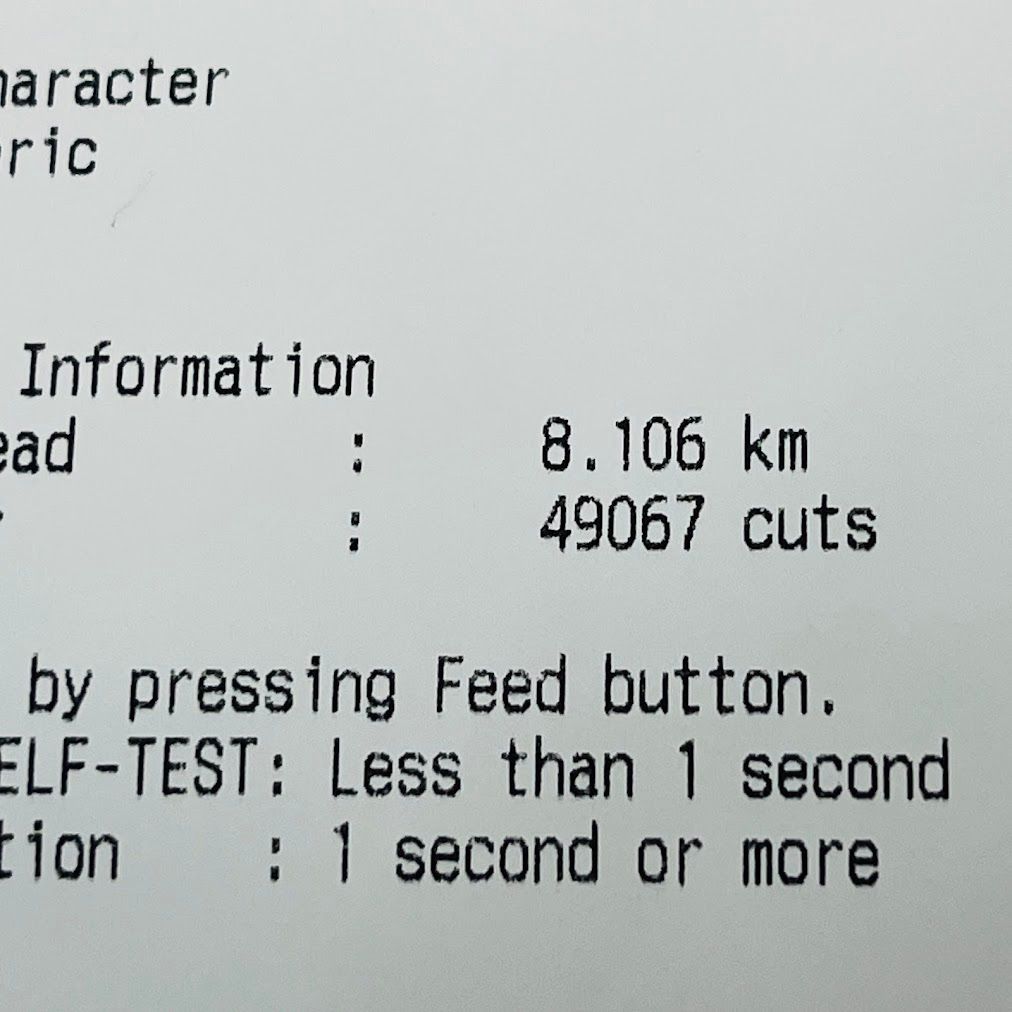 haracter
ric
Information
ead : 8.106 km
: 49067 cuts
by pressing Feed button.
ELF-TEST: Less than 1 second
tion : 1 second or more